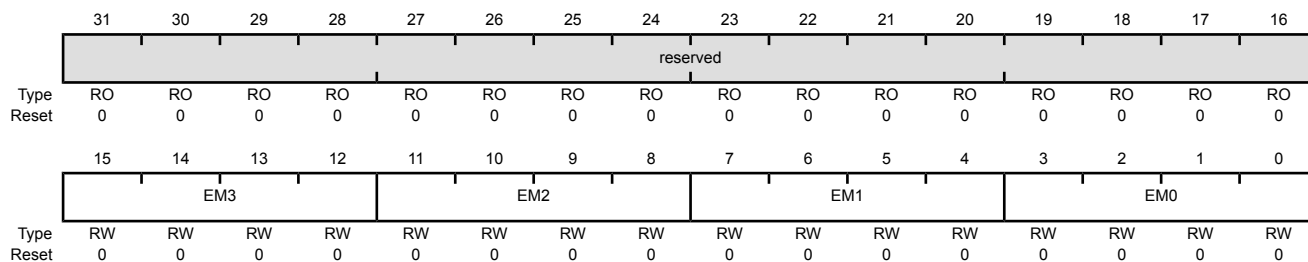 31 30 29 28 27 26 25 24 23 22 21 20 19 18 17 16
reserved
Type RO RO RO RO RO RO RO RO RO RO RO RO RO RO RO RO
Reset 0 0 0 0 0 0 0 0 0 0 0 0 0 0 0 0
15 14 13 12 11 10 9 8 7 6 5 4 3 2 1 0
EM3 EM2 EM1 EM0
Type RW RW RW RW RW RW RW RW RW RW RW RW RW RW RW RW
Reset 0 0 0 0 0 0 0 0 0 0 0 0 0 0 0 0